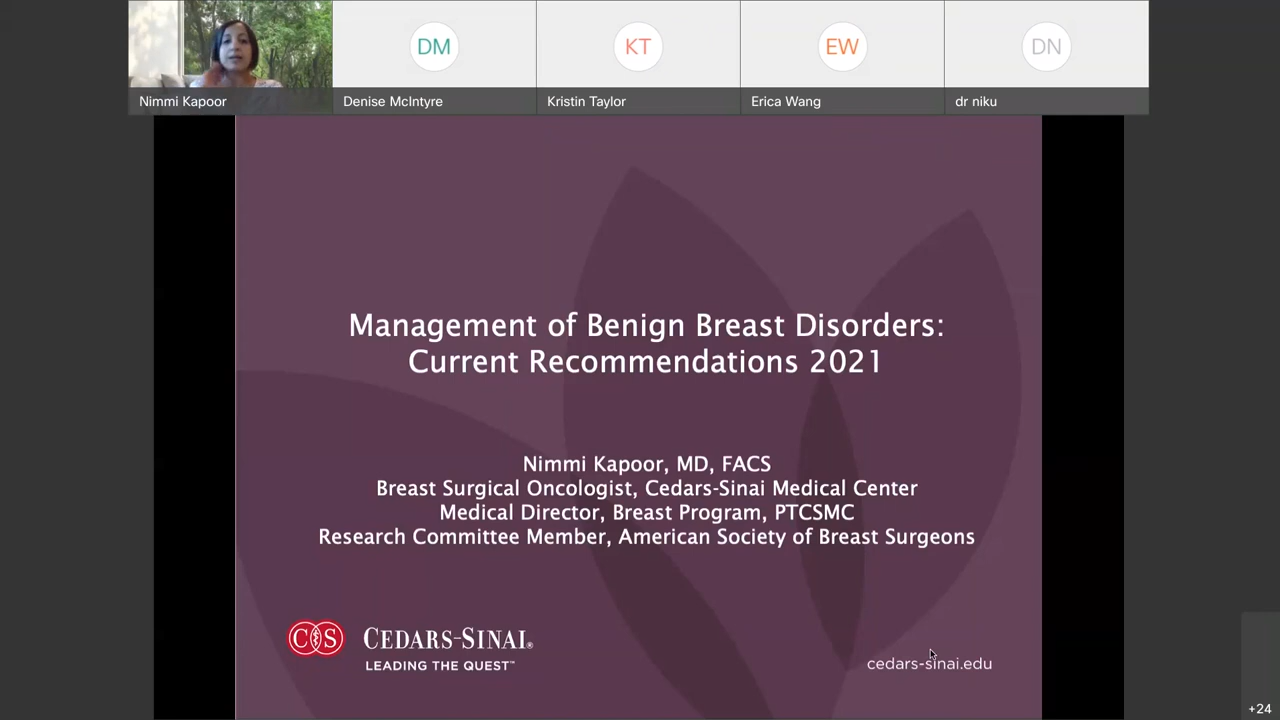 DM
KT
EW
DN
Nimmi Kapoor
Denise McIntyre
Kristin Taylor
Erica Wang
dr niku
Management of Benign Breast Disorders:
Current Recommendations 2021
Nimmi Kapoor, MD, FACS
Breast Surgical Oncologist, Cedars-Sinai Medical Center
Medical Director, Breast Program, PTCSMC
Research Committee Member, American Society of Breast Surgeons
CS CEDARS-SINAI®
LEADING THE QUEST™
cedars-sinai.edu
+24